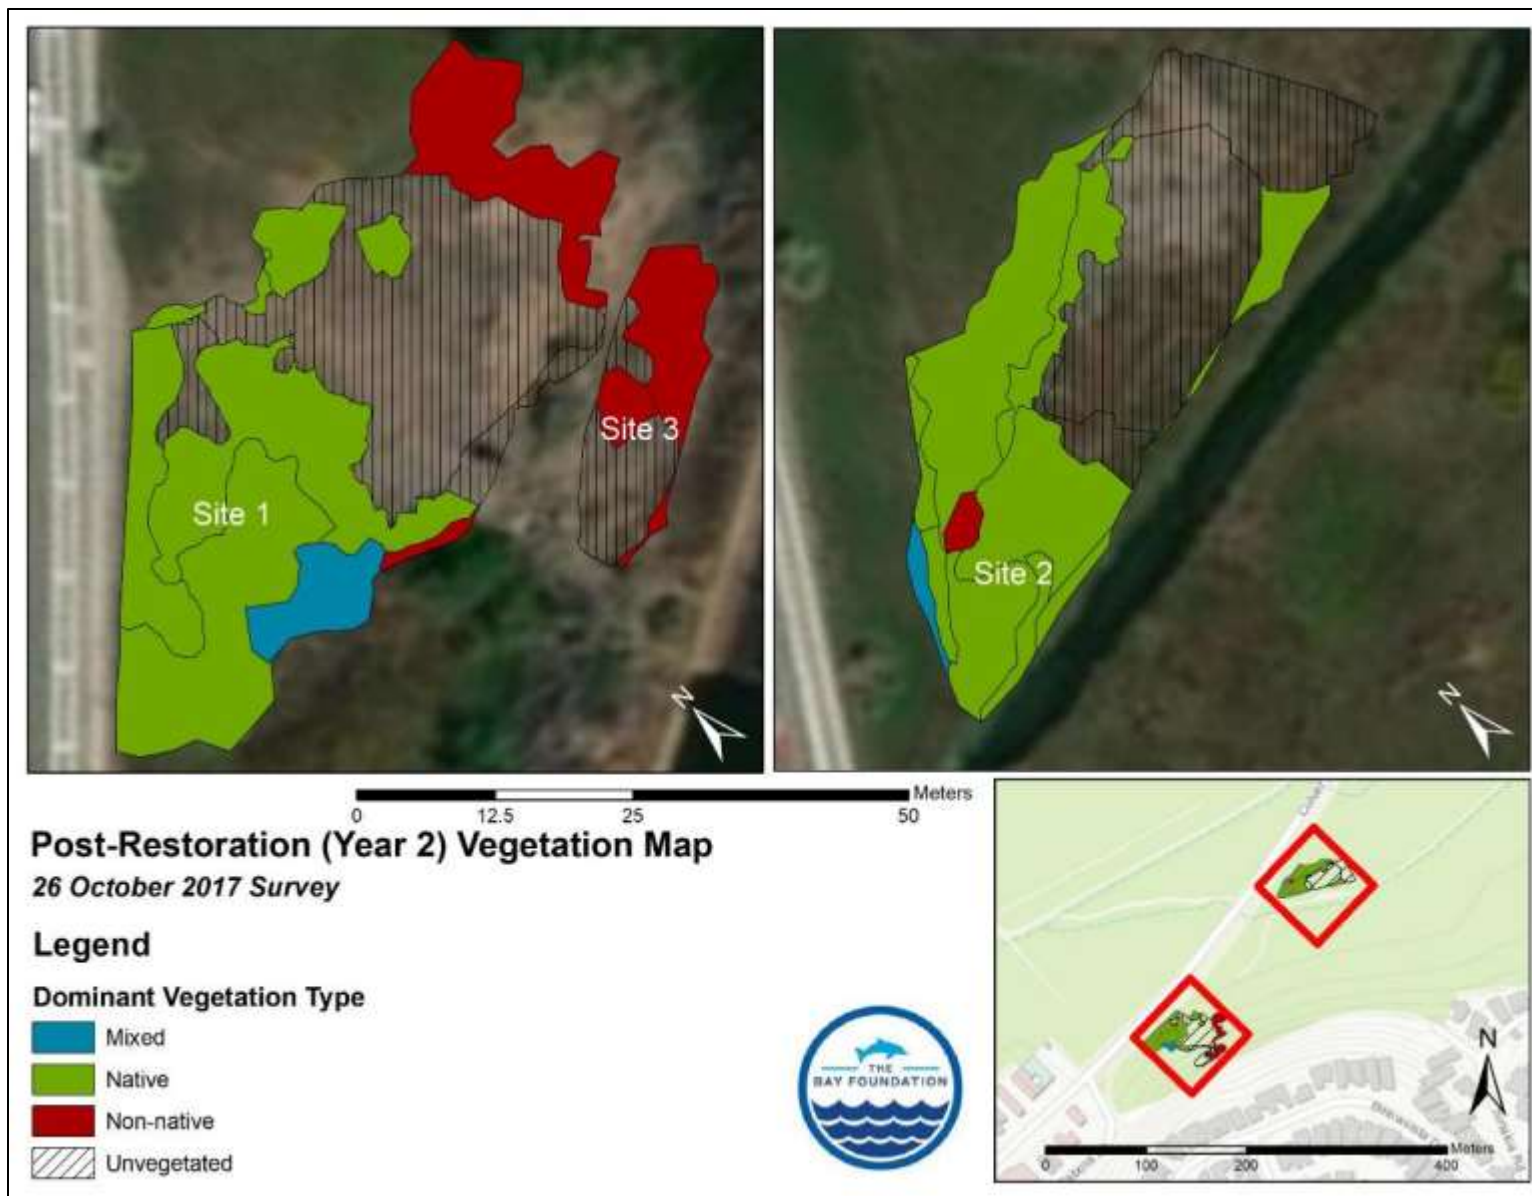 Site 1
Site 3
N
Site 2
N
Meters
0 12.5 25 50
Post-Restoration (Year 2) Vegetation Map
26 October 2017 Survey
Legend
Dominant Vegetation Type
Mixed
Native
Non-native
Unvegetated
THE
BAY FOUNDATION
N
Meters
0 100 200 400